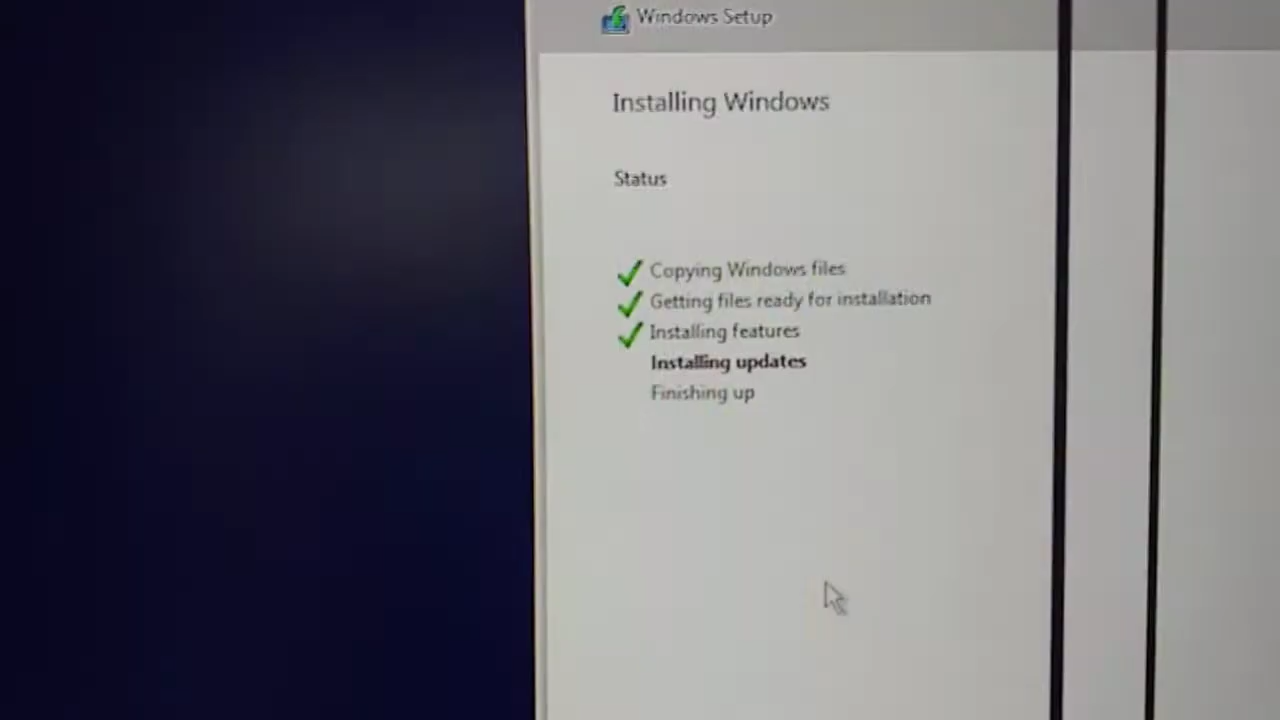 Windows Setup
Installing Windows
Status
Copying Windows files
Getting files ready for installation
Installing features
Installing updates
Finishing up